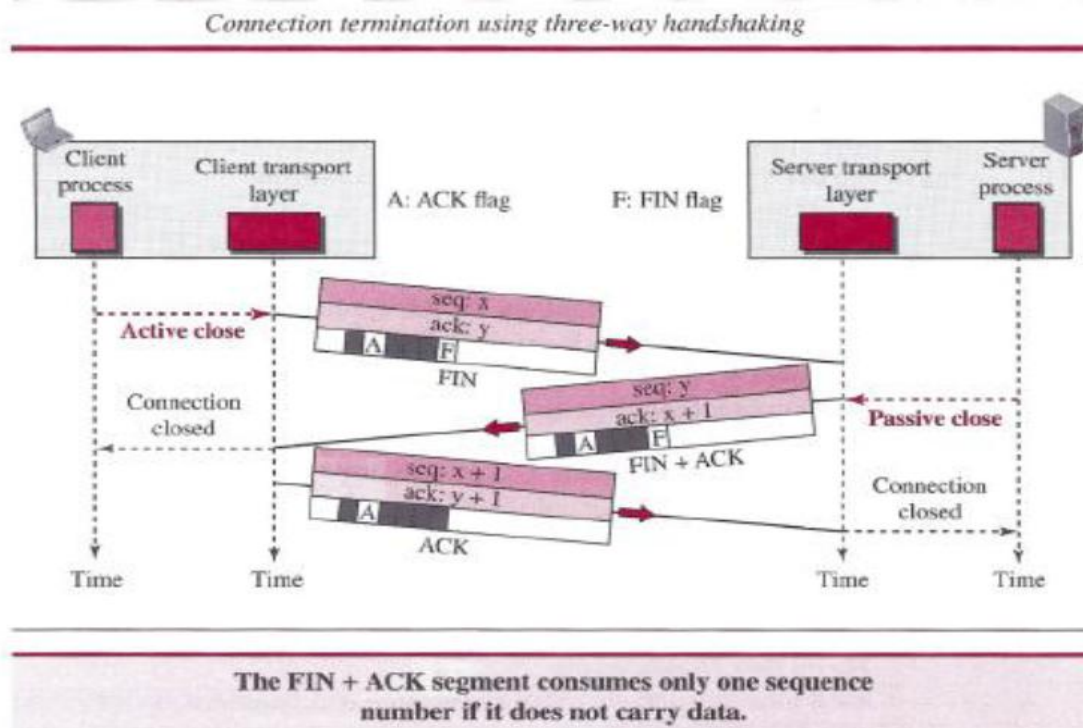 Connection termination using three-way handshaking
Client
process
Client transport
layer
A: ACK flag
F: FIN flag
Server transport
layer
Server
process
seq: x
ack: y
A
F
FIN
Active close
seq: y
ack: x + 1
A
F
FIN + ACK
Passive close
Connection
closed
seq: x + 1
ack: y + 1
A
ACK
Connection
closed
Time
Time
Time
Time
The FIN + ACK segment consumes only one sequence
number if it does not carry data.